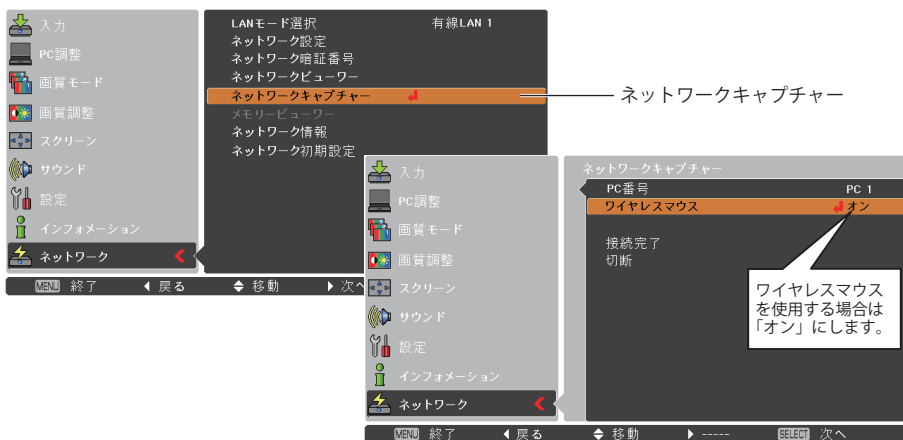 入力
PC調整
画質モード
画質調整
スクリーン
サウンド
設定
インフォメーション
ネットワーク
LANモード選択 有線LAN 1
ネットワーク設定
ネットワーク暗証番号
ネットワークビューワー
ネットワークキャプチャー
メモリービューワー
ネットワーク情報
ネットワーク初期設定
MENU 終了 戻る 移動 次へ
ネットワークキャプチャー
入力
PC調整
画質モード
画質調整
スクリーン
サウンド
設定
インフォメーション
ネットワーク
ネットワークキャプチャー
PC番号 PC 1
ワイヤレスマウス オン
接続完了
切断
ワイヤレスマウス
を使用する場合は
「オン」にします。
MENU 終了 戻る 移動 ----- SELECT 次へ